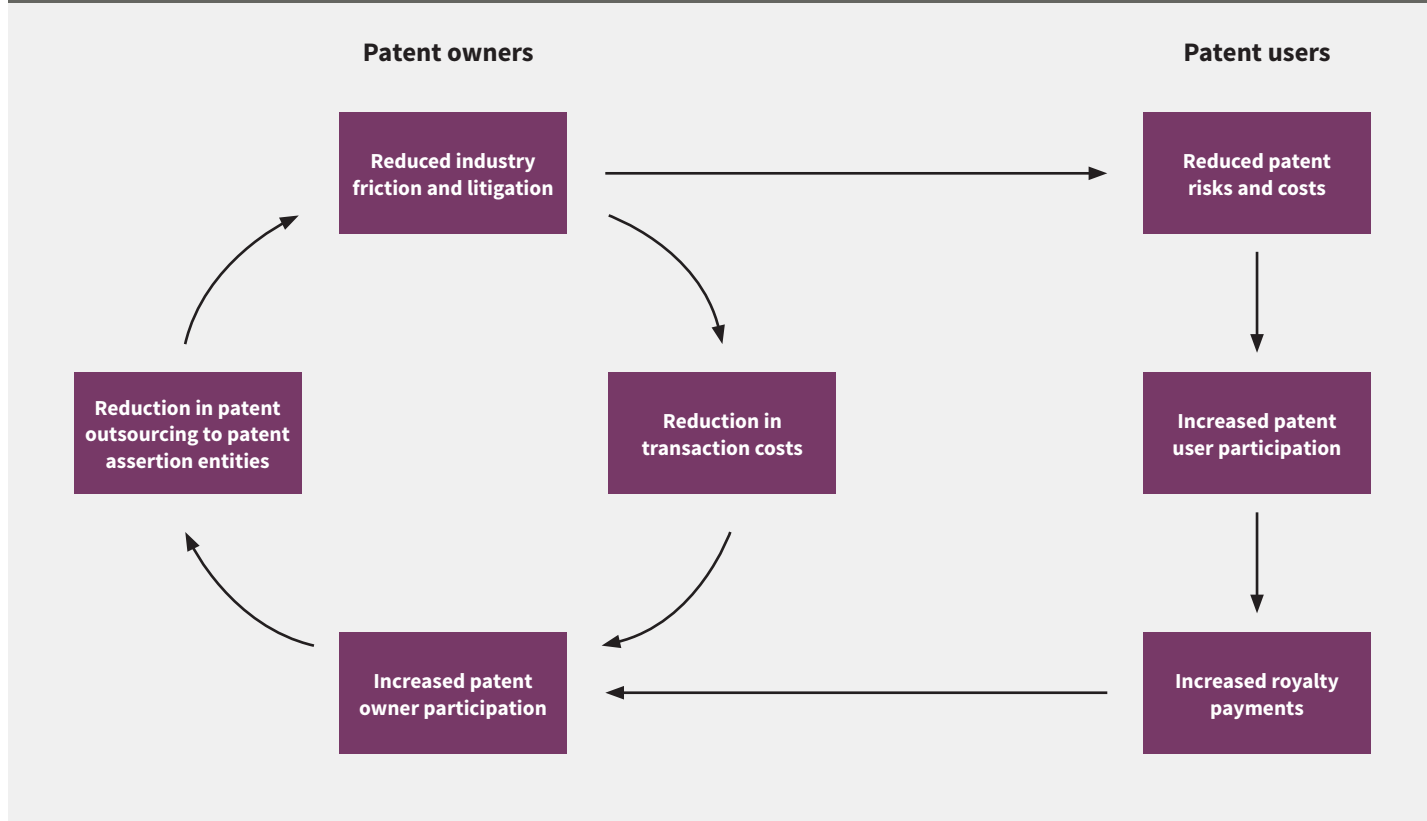 Patent owners
Patent users
Reduced industry
friction and litigation
Reduced patent
risks and costs
Reduction in patent
outsourcing to patent
assertion entities
Reduction in
transaction costs
Increased patent
user participation
Increased patent
owner participation
Increased royalty
payments